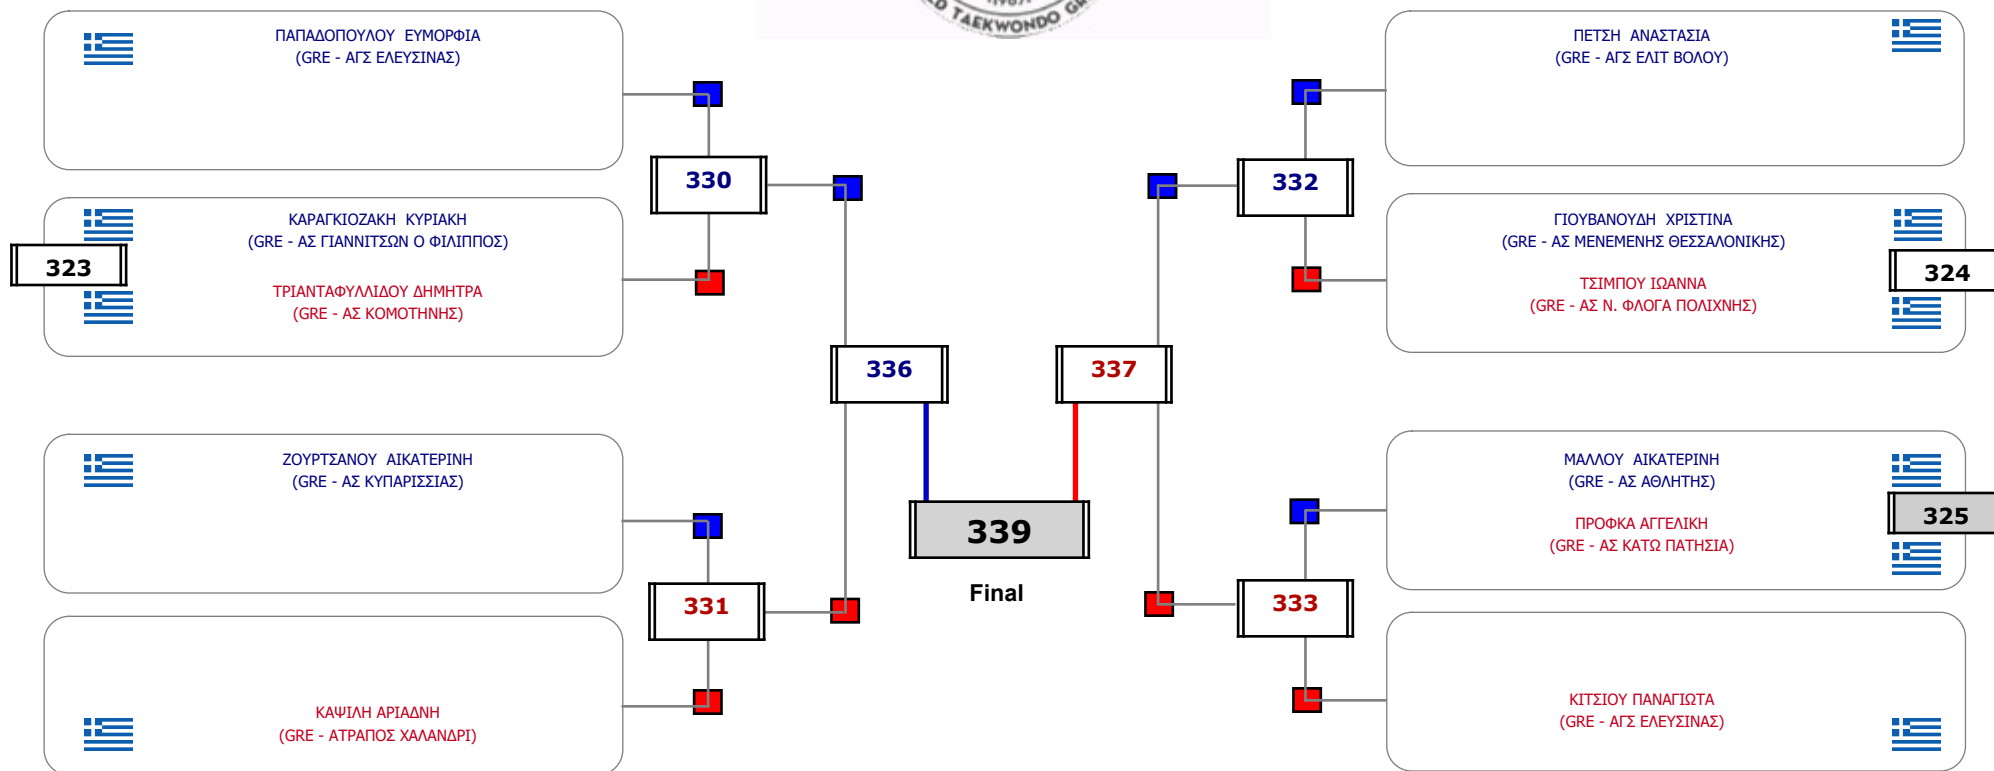 TAEKWONDO
ΠΑΠΑΔΟΠΟΥΛΟΥ ΕΥΜΟΡΦΙΑ
(GRE - ΑΓΣ ΕΛΕΥΣΙΝΑΣ)
330
323
ΚΑΡΑΓΚΙΟΖΑΚΗ ΚΥΡΙΑΚΗ
(GRE - ΑΣ ΓΙΑΝΝΙΤΣΩΝ Ο ΦΙΛΙΠΠΟΣ)
ΤΡΙΑΝΤΑΦΥΛΛΙΔΟΥ ΔΗΜΗΤΡΑ
(GRE - ΑΣ ΚΟΜΟΤΗΝΗΣ)
336
ΖΟΥΡΤΣΑΝΟΥ ΑΙΚΑΤΕΡΙΝΗ
(GRE - ΑΣ ΚΥΠΑΡΙΣΣΙΑΣ)
331
ΚΑΨΙΛΗ ΑΡΙΑΔΝΗ
(GRE - ΑΤΡΑΠΟΣ ΧΑΛΑΝΔΡΙ)
339
Final
ΠΕΤΣΗ ΑΝΑΣΤΑΣΙΑ
(GRE - ΑΓΣ ΕΛΙΤ ΒΟΛΟΥ)
332
ΓΙΟΥΒΑΝΟΥΔΗ ΧΡΙΣΤΙΝΑ
(GRE - ΑΣ ΜΕΝΕΜΕΝΗΣ ΘΕΣΣΑΛΟΝΙΚΗΣ)
324
ΤΣΙΜΠΟΥ ΙΩΑΝΝΑ
(GRE - ΑΣ Ν. ΦΛΟΓΑ ΠΟΛΙΧΝΗΣ)
337
ΜΑΛΛΟΥ ΑΙΚΑΤΕΡΙΝΗ
(GRE - ΑΣ ΑΘΛΗΤΗΣ)
325
ΠΡΟΦΚΑ ΑΓΓΕΛΙΚΗ
(GRE - ΑΣ ΚΑΤΩ ΠΑΤΗΣΙΑ)
333
ΚΙΤΣΙΟΥ ΠΑΝΑΓΙΩΤΑ
(GRE - ΑΓΣ ΕΛΕΥΣΙΝΑΣ)